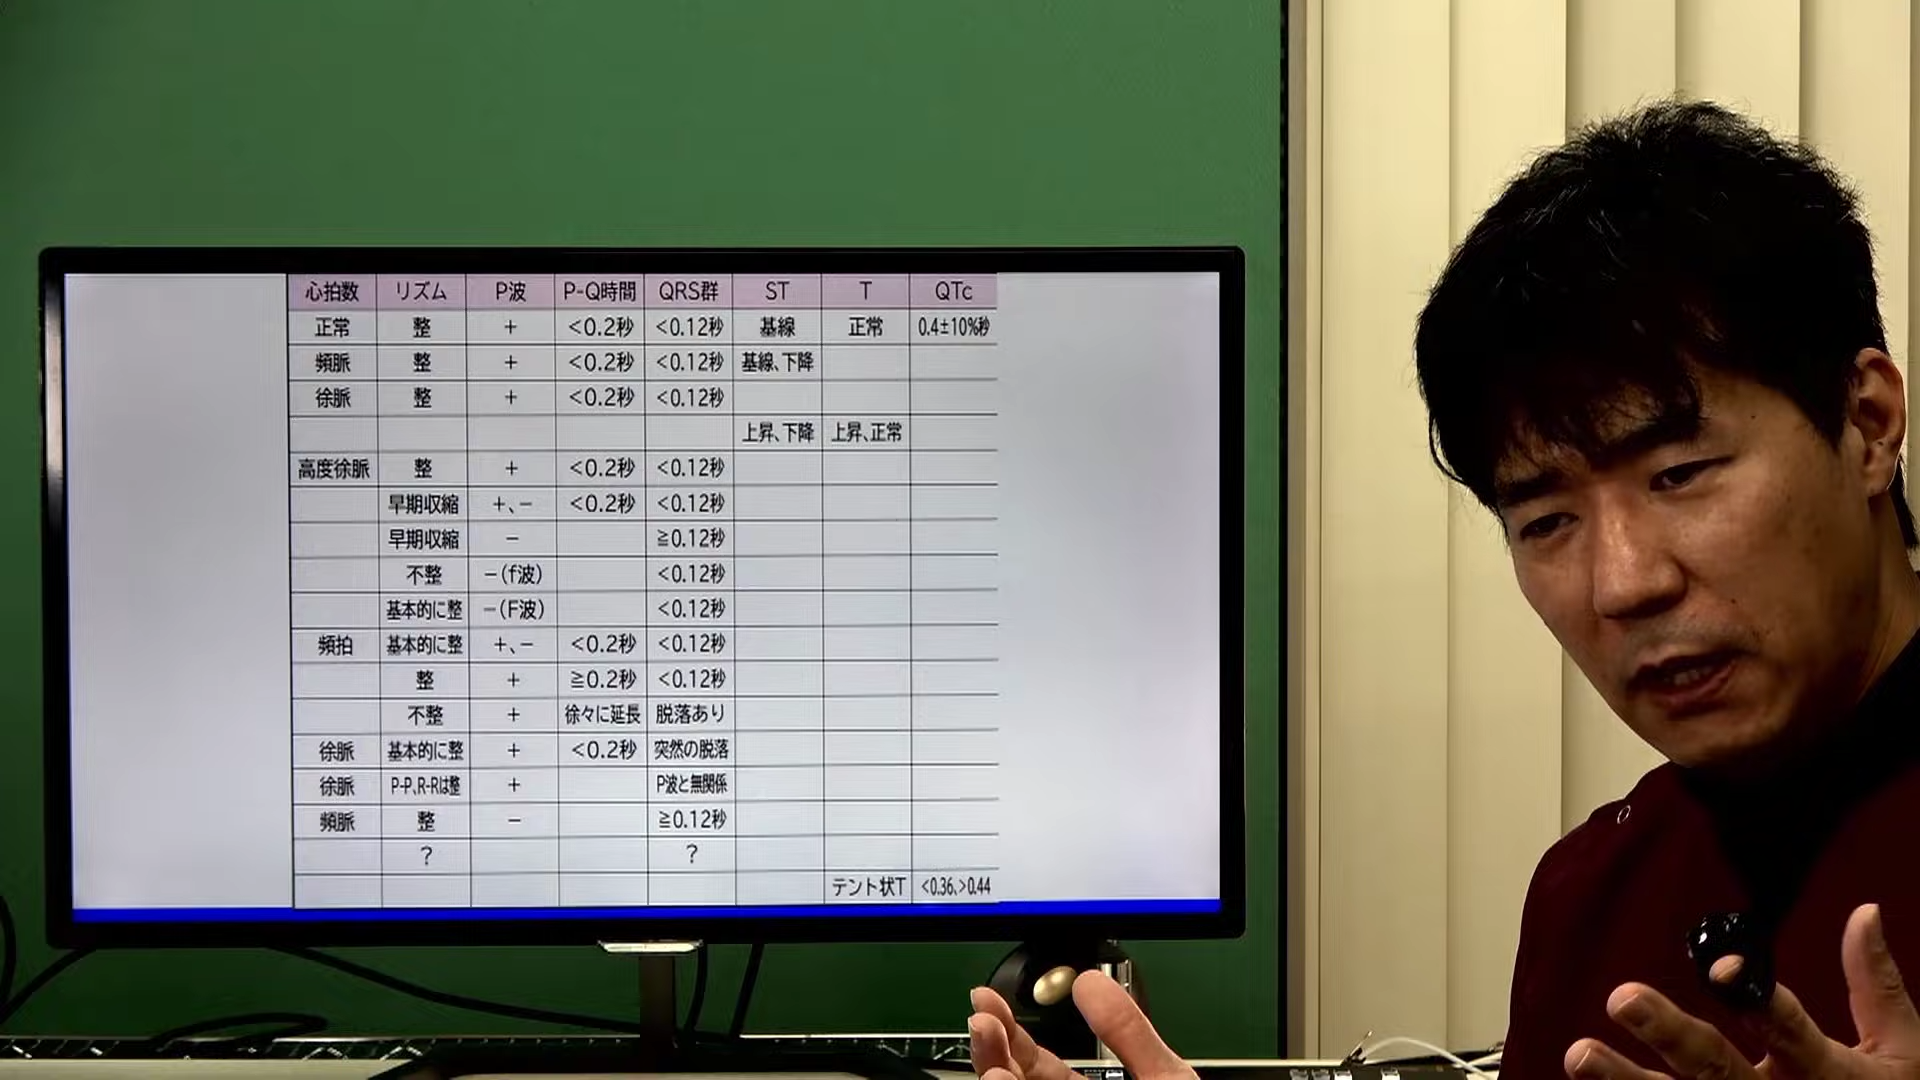 心拍数 リズム P波 P-Q時間 QRS群 ST T QTc
正常 整 + <0.2秒 <0.12秒 基線 正常 0.4±10%秒
頻脈 整 + <0.2秒 <0.12秒 基線、下降
徐脈 整 + <0.2秒 <0.12秒
上昇、下降 上昇、正常
高度徐脈 整 + <0.2秒 <0.12秒
早期収縮 +、− <0.2秒 <0.12秒
早期収縮 − ≧0.12秒
不整 −(f波) <0.12秒
基本的に整 −(F波) <0.12秒
頻拍 基本的に整 +、− <0.2秒 <0.12秒
整 + ≧0.2秒 <0.12秒
不整 + 徐々に延長 脱落あり
徐脈 基本的に整 + <0.2秒 突然の脱落
徐脈 P-P、R-Rは整 + P波と無関係
頻脈 整 − ≧0.12秒
? ?
テント状T <0.36、>0.44